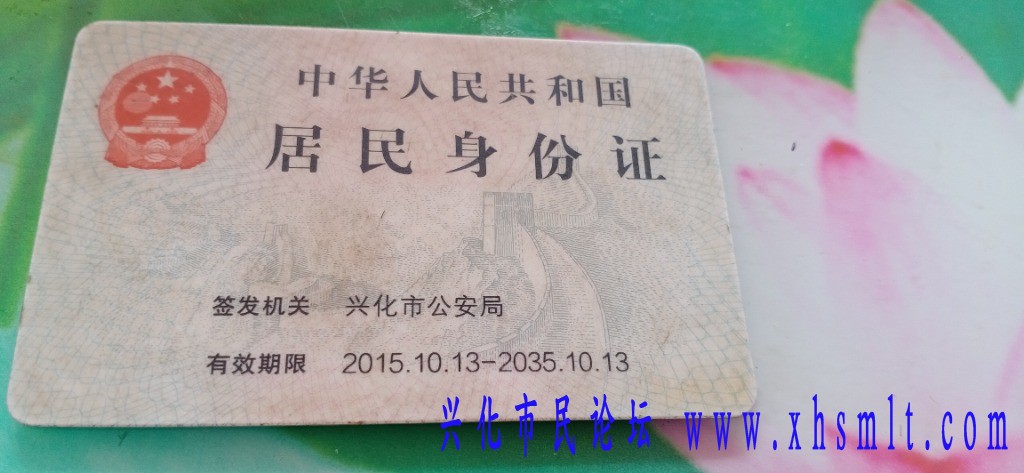 中华人民共和国
居民身份证
签发机关 兴化市公安局
有效期限 2015.10.13-2035.10.13
兴化市民论坛 www.xhsmlt.com